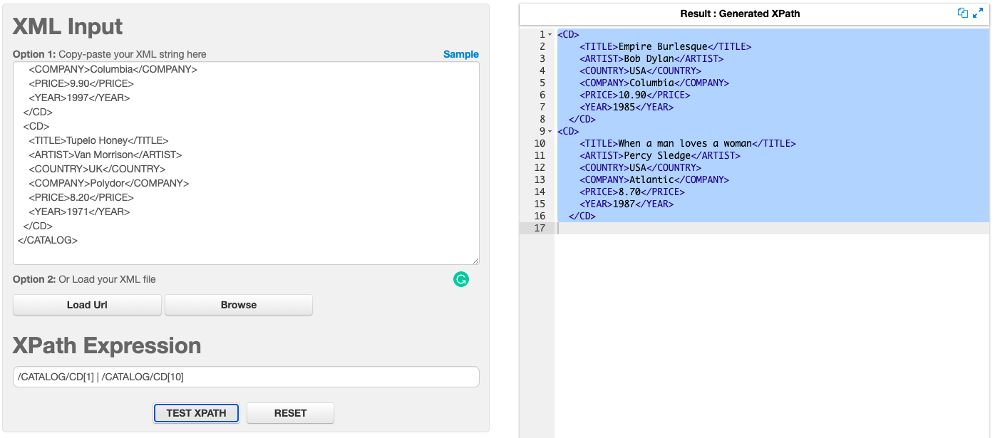 XML Input
Option 1: Copy-paste your XML string here
Sample
<COMPANY>Columbia</COMPANY>
<PRICE>9.90</PRICE>
<YEAR>1997</YEAR>
</CD>
<CD>
<TITLE>Tupelo Honey</TITLE>
<ARTIST>Van Morrison</ARTIST>
<COUNTRY>UK</COUNTRY>
<COMPANY>Polydor</COMPANY>
<PRICE>8.20</PRICE>
<YEAR>1971</YEAR>
</CD>
</CATALOG>
Option 2: Or Load your XML file
Load Url
Browse
XPath Expression
/CATALOG/CD[1] | /CATALOG/CD[10]
TEST XPATH
RESET
Result : Generated XPath
1 <CD>
2 <TITLE>Empire Burlesque</TITLE>
3 <ARTIST>Bob Dylan</ARTIST>
4 <COUNTRY>USA</COUNTRY>
5 <COMPANY>Columbia</COMPANY>
6 <PRICE>10.90</PRICE>
7 <YEAR>1985</YEAR>
8 </CD>
9 <CD>
10 <TITLE>When a man loves a woman</TITLE>
11 <ARTIST>Percy Sledge</ARTIST>
12 <COUNTRY>USA</COUNTRY>
13 <COMPANY>Atlantic</COMPANY>
14 <PRICE>8.70</PRICE>
15 <YEAR>1987</YEAR>
16 </CD>
17